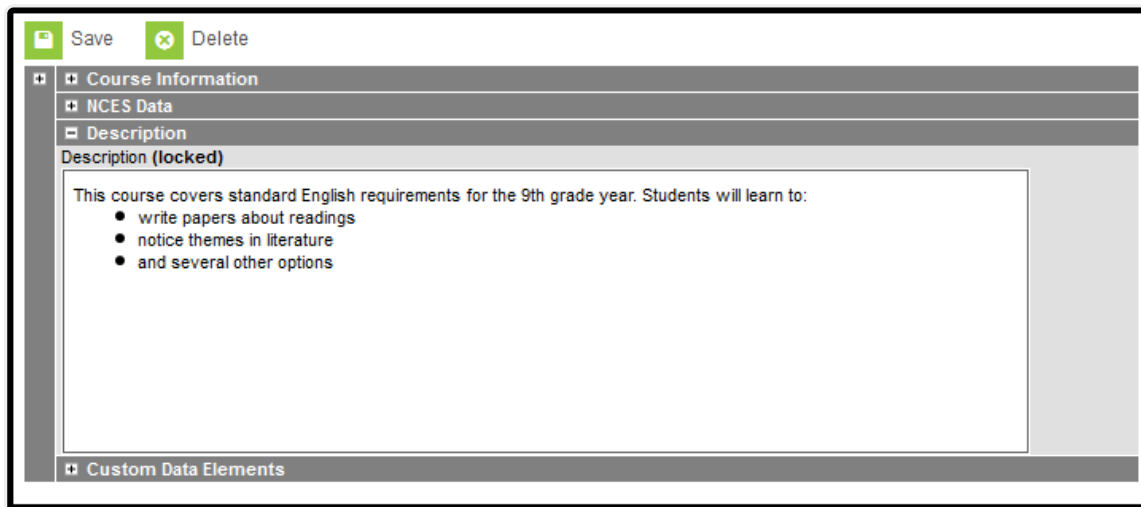 Save Delete
Course Information
NCES Data
Description
Description (locked)
This course covers standard English requirements for the 9th grade year. Students will learn to:
write papers about readings
notice themes in literature
and several other options
Custom Data Elements